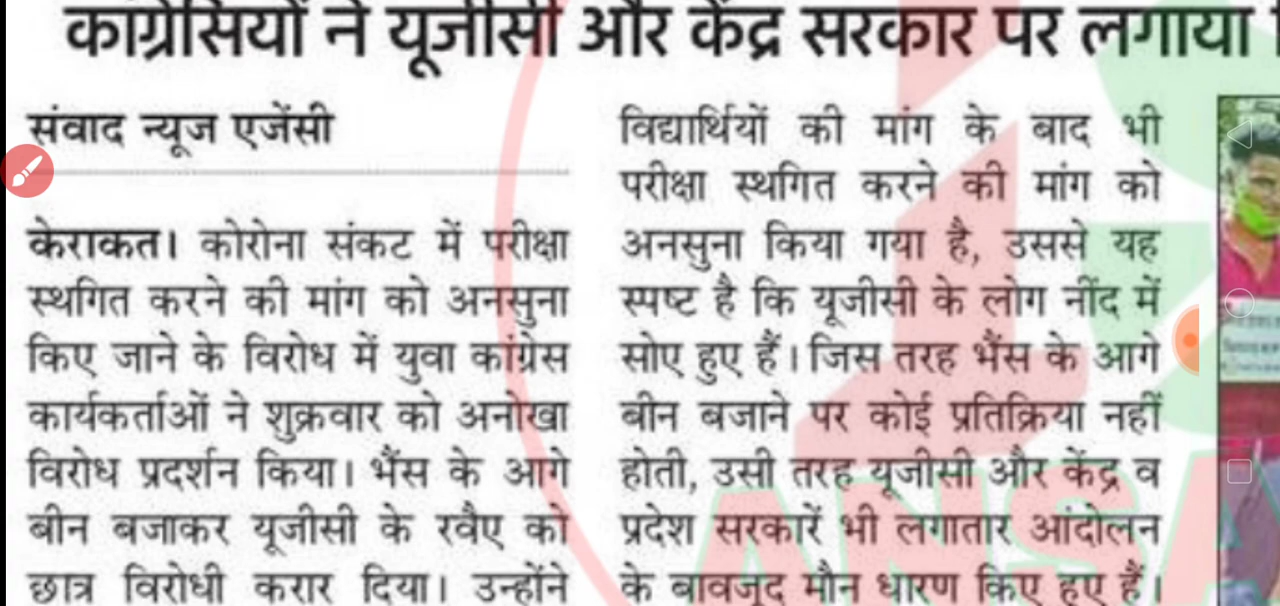 कांग्रेसियों ने यूजीसी और केंद्र सरकार पर लगाया
संवाद न्यूज एजेंसी
केराकत। कोरोना संकट में परीक्षा
स्थगित करने की मांग को अनसुना
किए जाने के विरोध में युवा कांग्रेस
कार्यकर्ताओं ने शुक्रवार को अनोखा
विरोध प्रदर्शन किया। भैंस के आगे
बीन बजाकर यूजीसी के रवैए को
छात्र विरोधी करार दिया। उन्होंने
विद्यार्थियों की मांग के बाद भी
परीक्षा स्थगित करने की मांग को
अनसुना किया गया है, उससे यह
स्पष्ट है कि यूजीसी के लोग नींद में
सोए हुए हैं। जिस तरह भैंस के आगे
बीन बजाने पर कोई प्रतिक्रिया नहीं
होती, उसी तरह यूजीसी और केंद्र व
प्रदेश सरकारें भी लगातार आंदोलन
के बावजूद मौन धारण किए हुए हैं।
ANSA